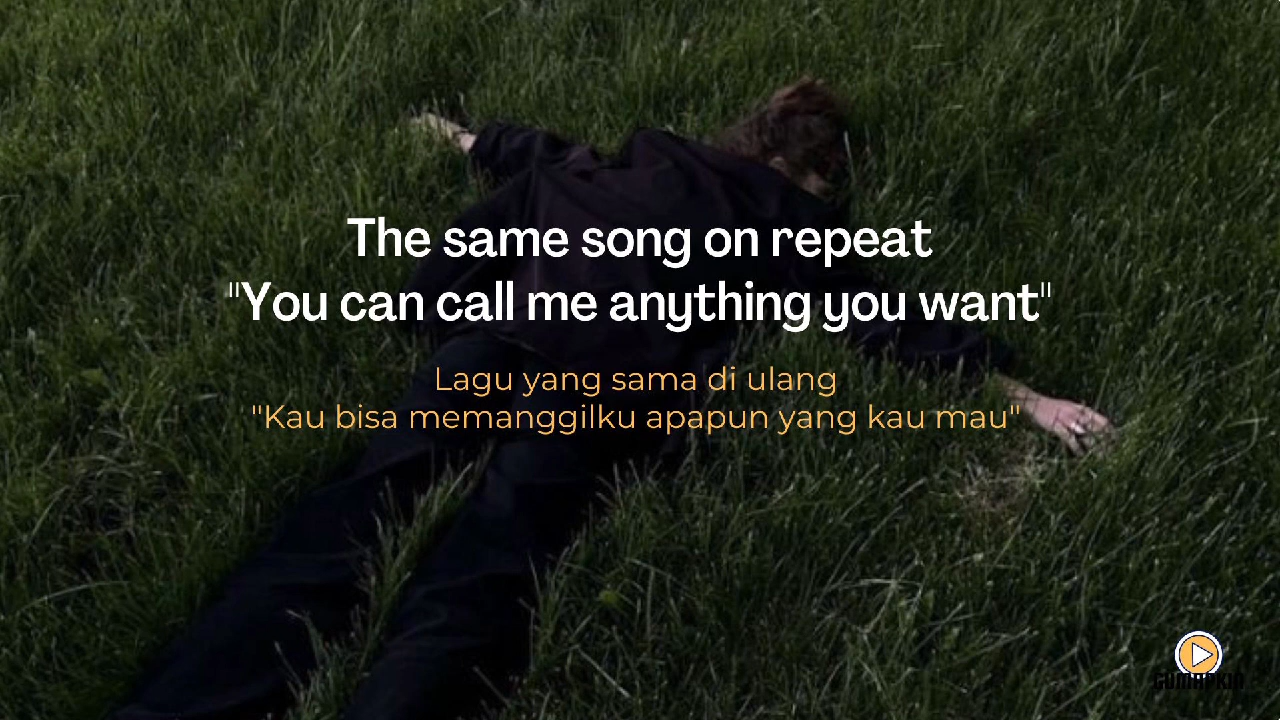 The same song on repeat
"You can call me anything you want"
Lagu yang sama di ulang
"Kau bisa memanggilku apapun yang kau mau"